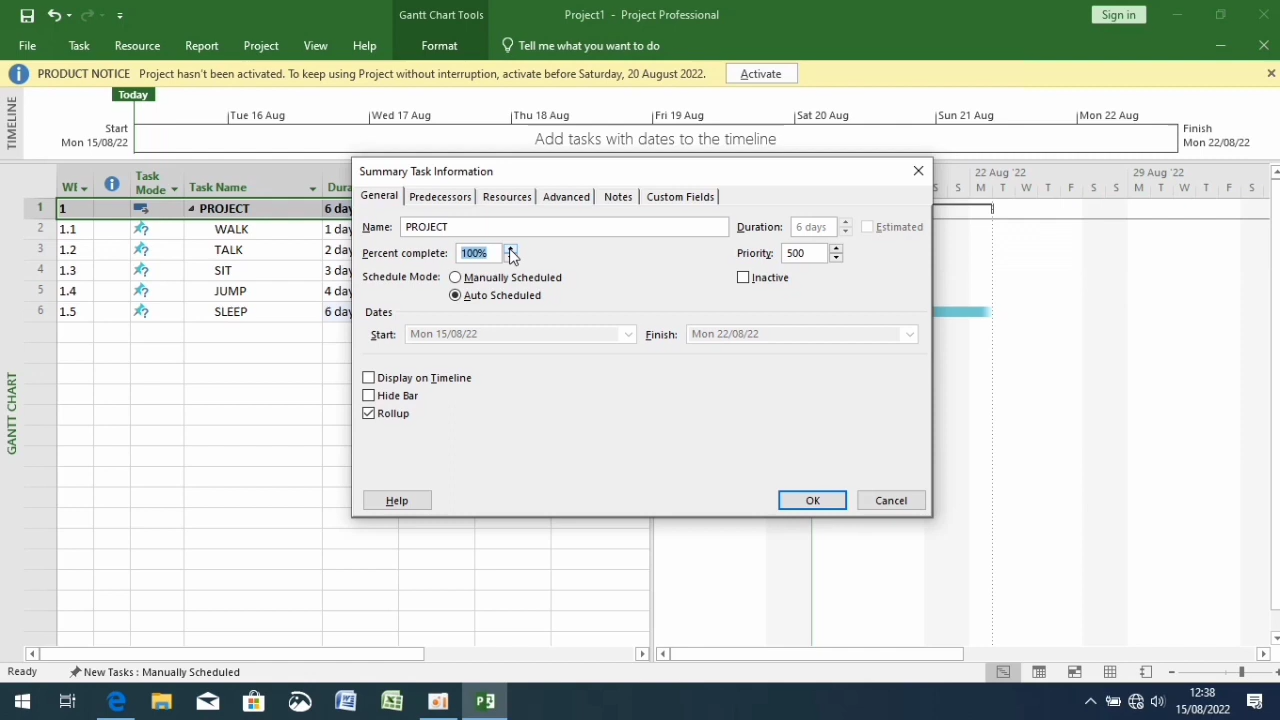 Gantt Chart Tools
Project1 - Project Professional
Sign in
File Task Resource Report Project View Help Format Tell me what you want to do
PRODUCT NOTICE Project hasn't been activated. To keep using Project without interruption, activate before Saturday, 20 August 2022. Activate
Today
TIMELINE
Tue 16 Aug Wed 17 Aug Thu 18 Aug Fri 19 Aug Sat 20 Aug Sun 21 Aug Mon 22 Aug
Start
Mon 15/08/22
Add tasks with dates to the timeline
Finish
Mon 22/08/22
Summary Task Information
General Predecessors Resources Advanced Notes Custom Fields
Name: PROJECT Duration: 6 days Estimated
Percent complete: 100% Priority: 500
Schedule Mode: Manually Scheduled Inactive
Auto Scheduled
Dates
Start: Mon 15/08/22 Finish: Mon 22/08/22
Display on Timeline
Hide Bar
Rollup
Help OK Cancel
GANTT CHART
Task
Mode
Task Name
1 1 PROJECT 6 day
2 1.1 WALK 1 da
3 1.2 TALK 2 da
4 1.3 SIT 3 da
5 1.4 JUMP 4 da
6 1.5 SLEEP 6 da
22 Aug '22 29 Aug '22
S S M T W T F S S M T W T F S
Ready New Tasks : Manually Scheduled
12:38
15/08/2022